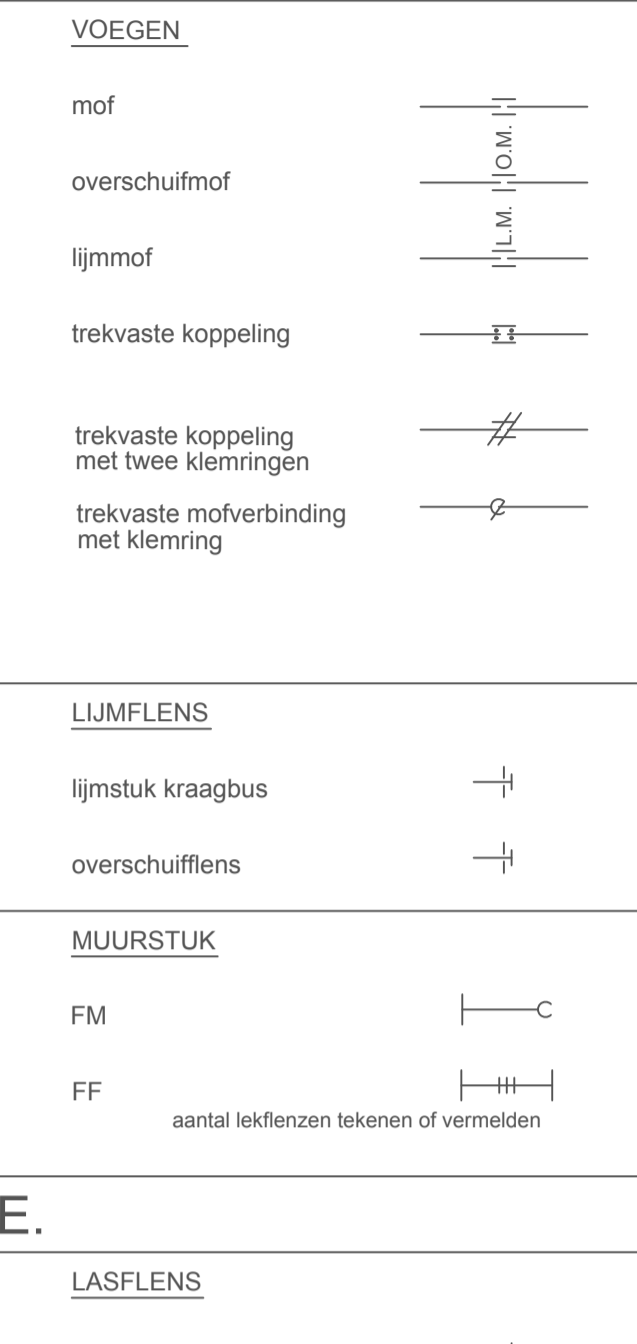 VOEGEN
mof
O.M.
overschuifmof
L.M.
lijmmof
trekvaste koppeling
trekvaste koppeling
met twee klemringen
trekvaste mofverbinding
met klemring
LIJMFLENS
lijmstuk kraagbus
overschuifflens
MUURSTUK
FM
FF
aantal lekflenzen tekenen of vermelden
E.
LASFLENS